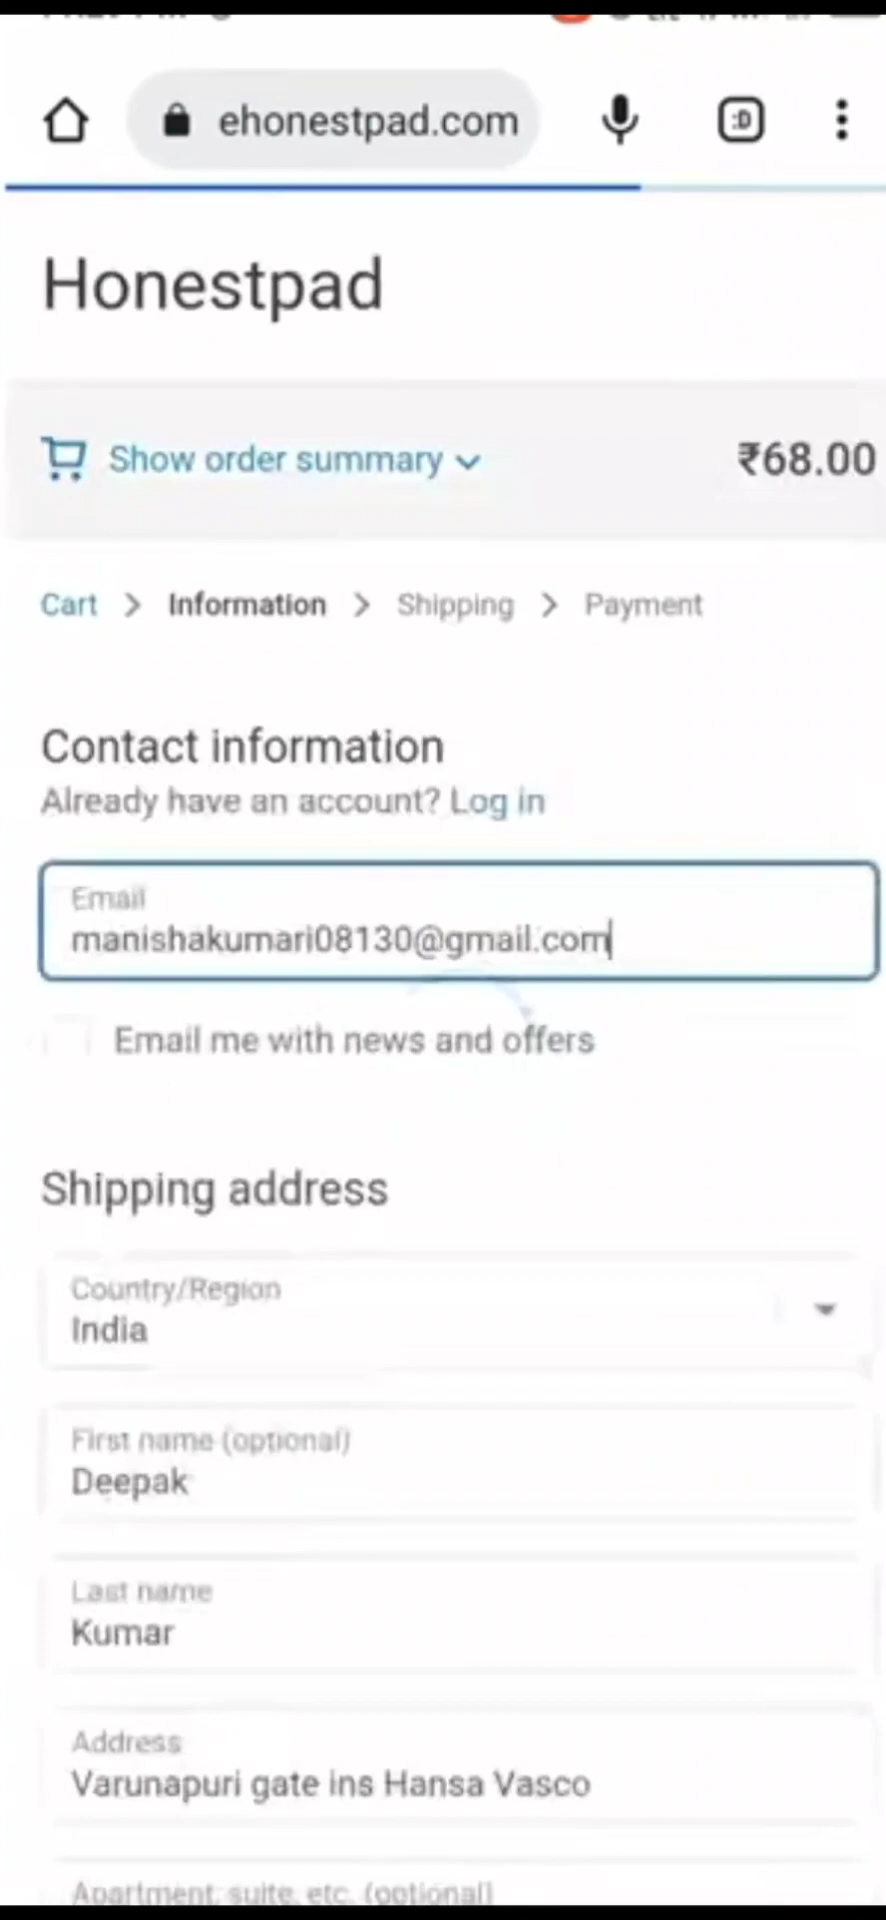 :D
ehonestpad.com
Honestpad
Show order summary
₹68.00
Cart > Information > Shipping > Payment
Contact information
Already have an account? Log in
Email
manishakumari08130@gmail.com
Email me with news and offers
Shipping address
Country/Region
India
First name (optional)
Deepak
Last name
Kumar
Address
Varunapuri gate ins Hansa Vasco
Apartment, suite, etc. (optional)